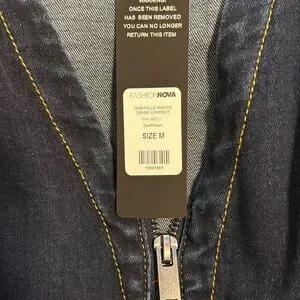 WARNING:
ONCE THIS LABEL
HAS BEEN REMOVED
YOU CAN NO LONGER
RETURN THIS ITEM
FASHION NOVA
NASHVILLE NIGHTS
DENIM JUMPSUIT
SIZE M